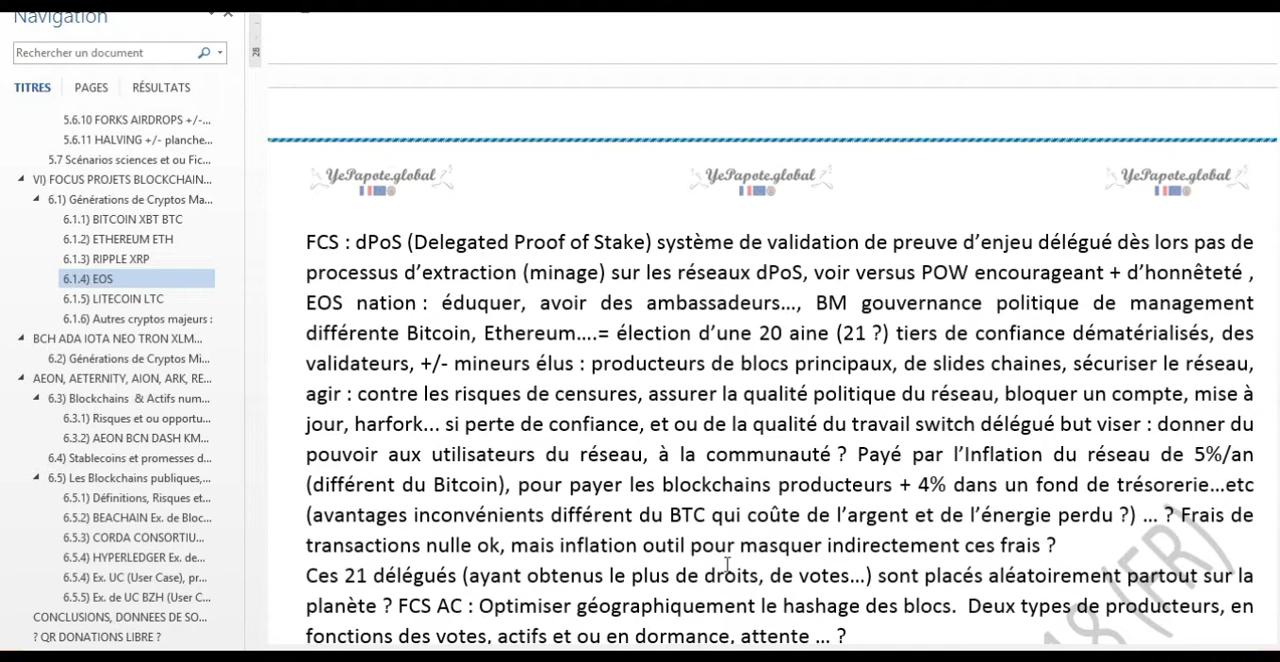 Navigation
Rechercher un document
TITRES PAGES RÉSULTATS
5.6.10 FORKS AIRDROPS +/-...
5.6.11 HALVING +/- planche...
5.7 Scénarios sciences et ou Fic...
VI) FOCUS PROJETS BLOCKCHAIN...
6.1) Générations de Cryptos Ma...
6.1.1) BITCOIN XBT BTC
6.1.2) ETHEREUM ETH
6.1.3) RIPPLE XRP
6.1.4) EOS
6.1.5) LITECOIN LTC
6.1.6) Autres cryptos majeurs :
BCH ADA IOTA NEO TRON XLM...
6.2) Générations de Cryptos Mi...
AEON, AETERNITY, AION, ARK, RE...
6.3) Blockchains & Actifs num...
6.3.1) Risques et ou opportu...
6.3.2) AEON BCN DASH KM...
6.4) Stablecoins et promesses d...
6.5) Les Blockchains publiques,...
6.5.1) Définitions, Risques et...
6.5.2) BEACHAIN Ex. de Bloc...
6.5.3) CORDA CONSORTIU...
6.5.4) HYPERLEDGER Ex. de...
6.5.4) Ex. UC (User Case), pr...
6.5.5) Ex. de UC BZH (User C...
CONCLUSIONS, DONNEES DE SO...
? QR DONATIONS LIBRE ?
28
YePapote.global YePapote.global YePapote.global
FCS : dPoS (Delegated Proof of Stake) système de validation de preuve d’enjeu délégué dès lors pas de
processus d’extraction (minage) sur les réseaux dPoS, voir versus POW encourageant + d’honnêteté ,
EOS nation : éduquer, avoir des ambassadeurs…, BM gouvernance politique de management
différente Bitcoin, Ethereum….= élection d’une 20 aine (21 ?) tiers de confiance dématérialisés, des
validateurs, +/- mineurs élus : producteurs de blocs principaux, de slides chaines, sécuriser le réseau,
agir : contre les risques de censures, assurer la qualité politique du réseau, bloquer un compte, mise à
jour, harfork... si perte de confiance, et ou de la qualité du travail switch délégué but viser : donner du
pouvoir aux utilisateurs du réseau, à la communauté ? Payé par l’Inflation du réseau de 5%/an
(différent du Bitcoin), pour payer les blockchains producteurs + 4% dans un fond de trésorerie…etc
(avantages inconvénients différent du BTC qui coûte de l’argent et de l’énergie perdu ?) … ? Frais de
transactions nulle ok, mais inflation outil pour masquer indirectement ces frais ?
Ces 21 délégués (ayant obtenus le plus de droits, de votes…) sont placés aléatoirement partout sur la
planète ? FCS AC : Optimiser géographiquement le hashage des blocs. Deux types de producteurs, en
fonctions des votes, actifs et ou en dormance, attente … ?
18 (FR)